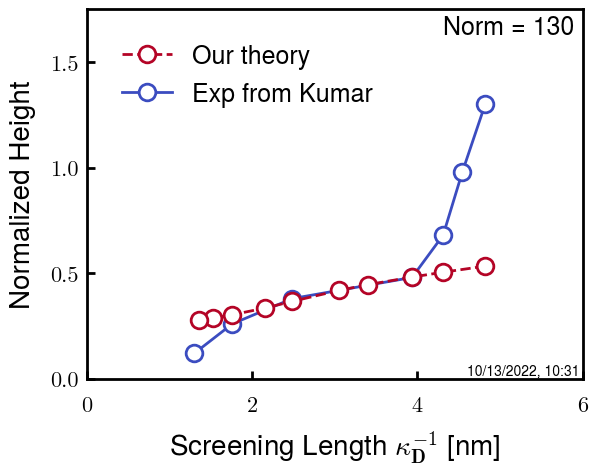 Norm = 130
Our theory
Exp from Kumar
Normalized Height
1.5
1.0
0.5
0.0
10/13/2022, 10:31
0 2 4 6
Screening Length κ_D^{-1} [nm]